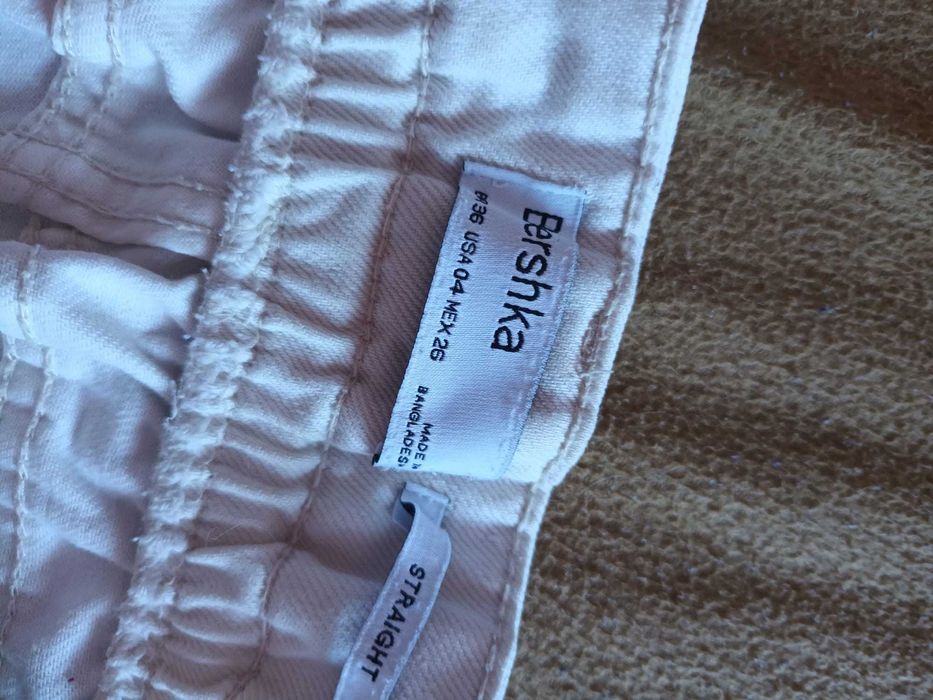 Bershka
36 USA 04 MEX 26
MADE IN
BANGLADESH
STRAIGHT